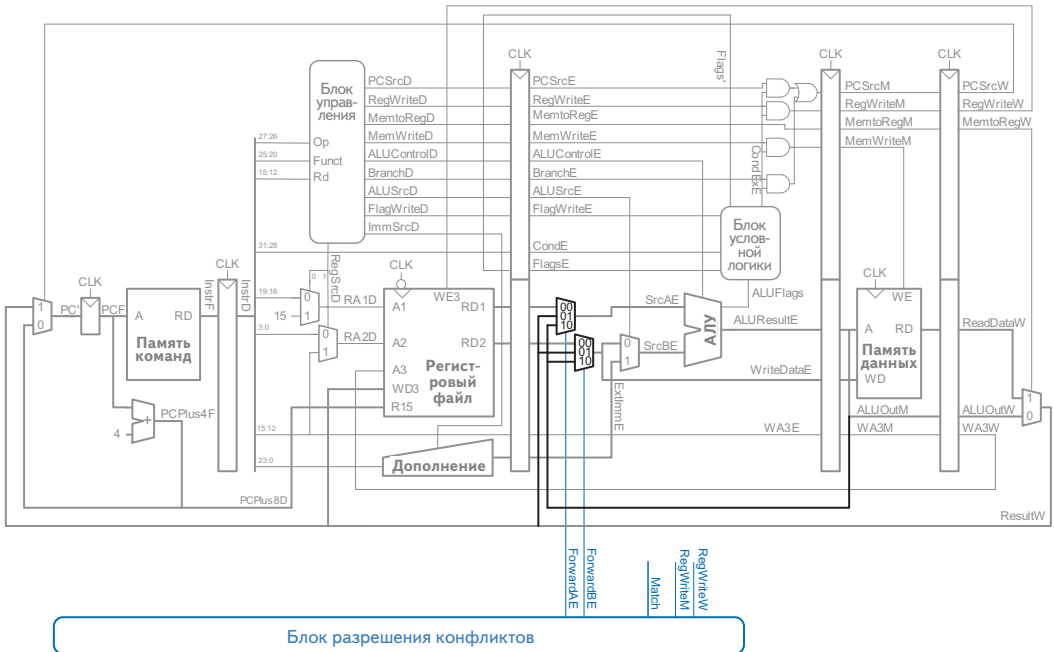 CLK
CLK
CLK
Flags'
Блок
управ-
ления
PCSrcD
PCSrcE
PCSrcM
PCSrcW
RegWriteD
RegWriteE
RegWriteM
RegWriteW
MemtoRegD
MemtoRegE
MemtoRegM
MemtoRegW
27:26
Op
MemWriteD
MemWriteE
MemWriteM
25:20
Funct
ALUControlD
ALUControlE
CondExE
15:12
Rd
BranchD
BranchE
ALUSrcD
ALUSrcE
FlagWriteD
FlagWriteE
ImmSrcD
Блок
услов-
ной
логики
31:28
CondE
FlagsE
CLK
CLK
CLK
CLK
RegSrcD
0 1
ALUFlags
InstrF
InstrD
19:16
0
1
15
RA1D
A1
WE3
RD1
00
01
10
SrcAE
WE
1
0
PC'
PCF
A
RD
Память
команд
3:0
0
1
RA2D
A2
RD2
00
01
10
0
1
SrcBE
АЛУ
ALUResultE
A
RD
Память
данных
WD
ReadDataW
A3
Регист-
ровый
файл
WD3
R15
WriteDataE
ExtImmE
1
0
PCPlus4F
+
4
ALUOutM
ALUOutW
15:12
WA3E
WA3M
WA3W
23:0
Дополнение
PCPlus8D
ResultW
ForwardAE
ForwardBE
Match
RegWriteM
RegWriteW
Блок разрешения конфликтов